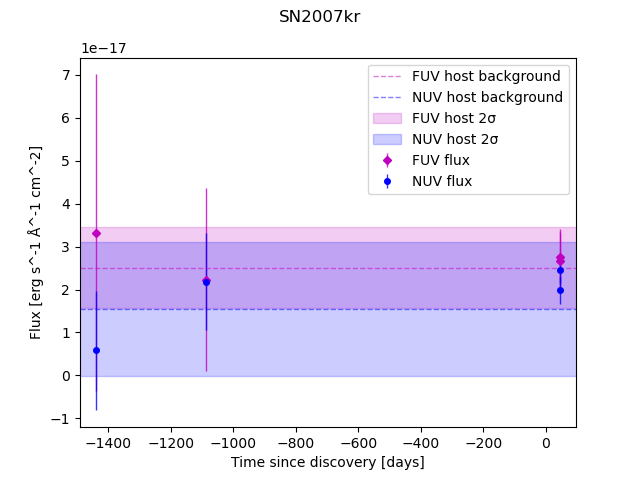 SN2007kr
1e−17
FUV host background
NUV host background
FUV host 2σ
NUV host 2σ
FUV flux
NUV flux
7
6
5
4
3
2
1
0
−1
Flux [erg s^-1 Å^-1 cm^-2]
−1400
−1200
−1000
−800
−600
−400
−200
0
Time since discovery [days]